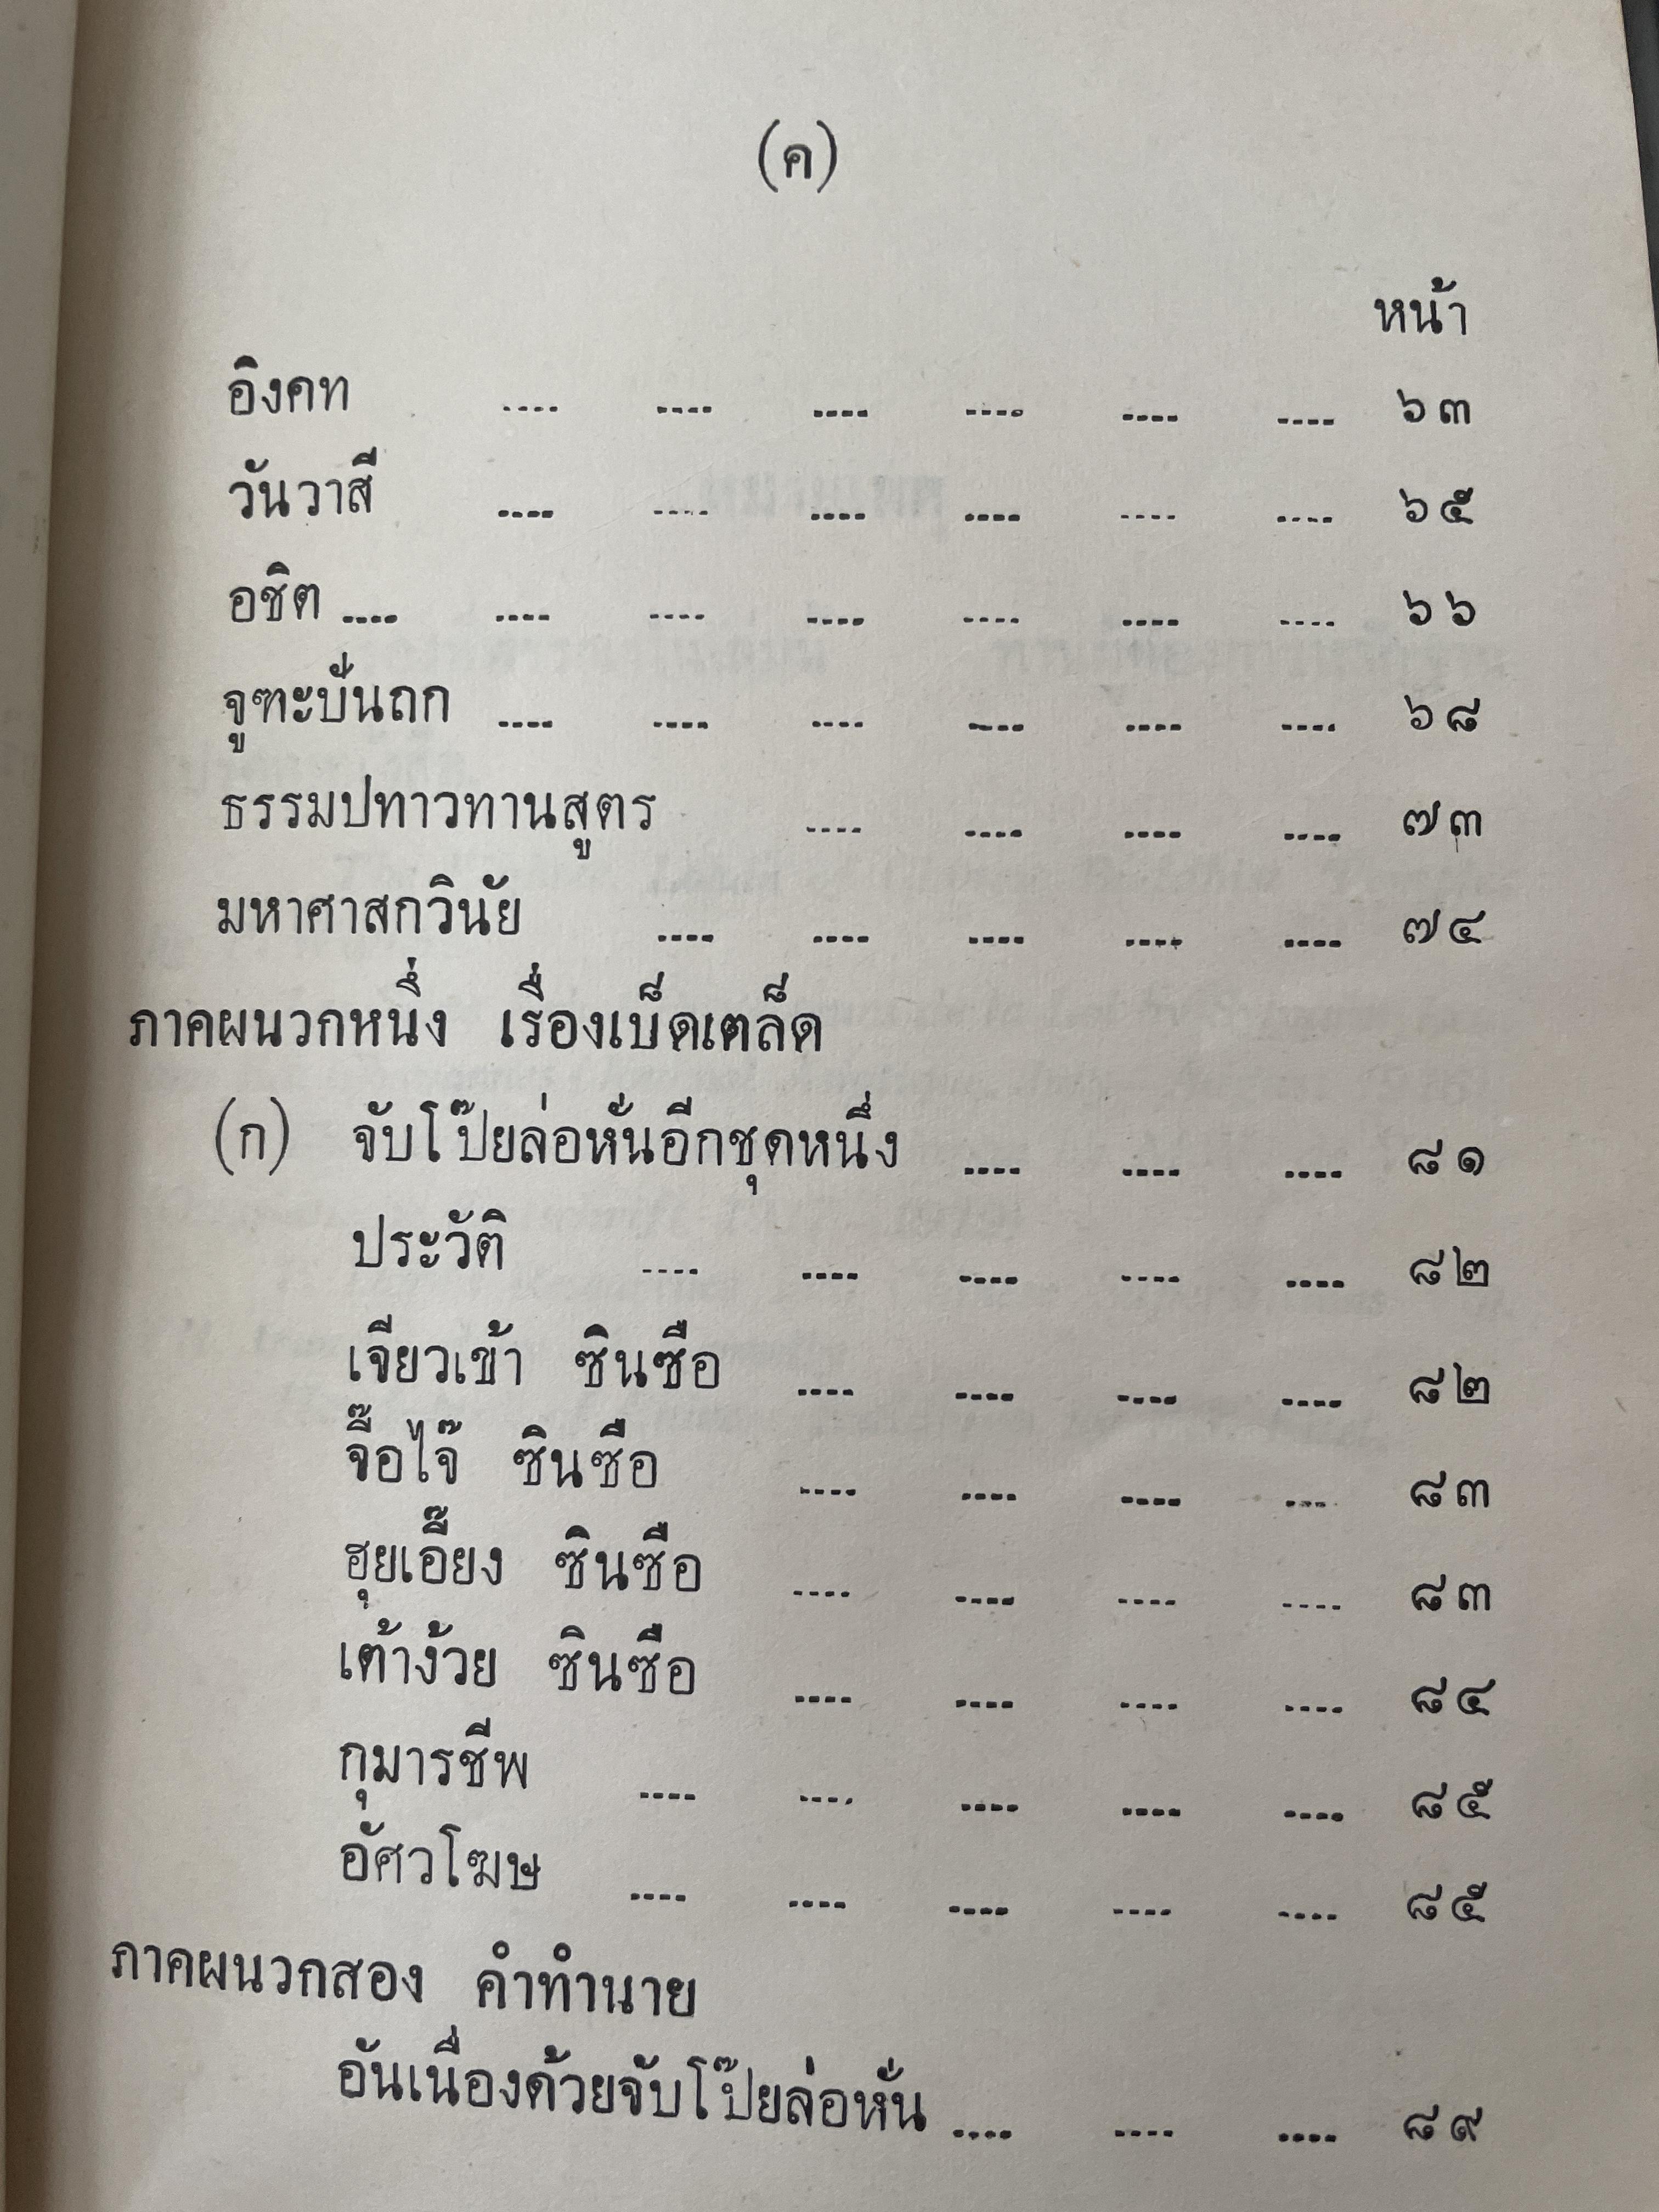 (ค)
หน้า
อิงคท .... .... .... .... .... .... ๖๓
วันวาสี .... .... .... .... .... .... ๖๕
อชิต .... .... .... .... .... .... .... ๖๖
จูฑะบั่นถก .... .... .... .... .... .... ๖๘
ธรรมปทาวทานสูตร .... .... .... .... ๗๓
มหาศาสกวินัย .... .... .... .... .... ๗๔
ภาคผนวกหนึ่ง เรื่องเบ็ดเตล็ด
(ก) จับโป๊ยล่อหั่นอีกชุดหนึ่ง .... .... .... ๘๑
ประวัติ .... .... .... .... .... ๘๒
เจียวเข้า ซินซือ .... .... .... .... ๘๒
จื๊อไจ๊ ซินซือ .... .... .... .... ๘๓
ฮุยเอี๊ยง ซินซือ .... .... .... .... ๘๓
เต้าง้วย ซินซือ .... .... .... .... ๘๔
กุมารชีพ .... .... .... .... .... ๘๕
อัศวโฆษ .... .... .... .... .... ๘๕
ภาคผนวกสอง คำทำนาย
อันเนื่องด้วยจับโป๊ยล่อหั่น .... .... .... ๘๙